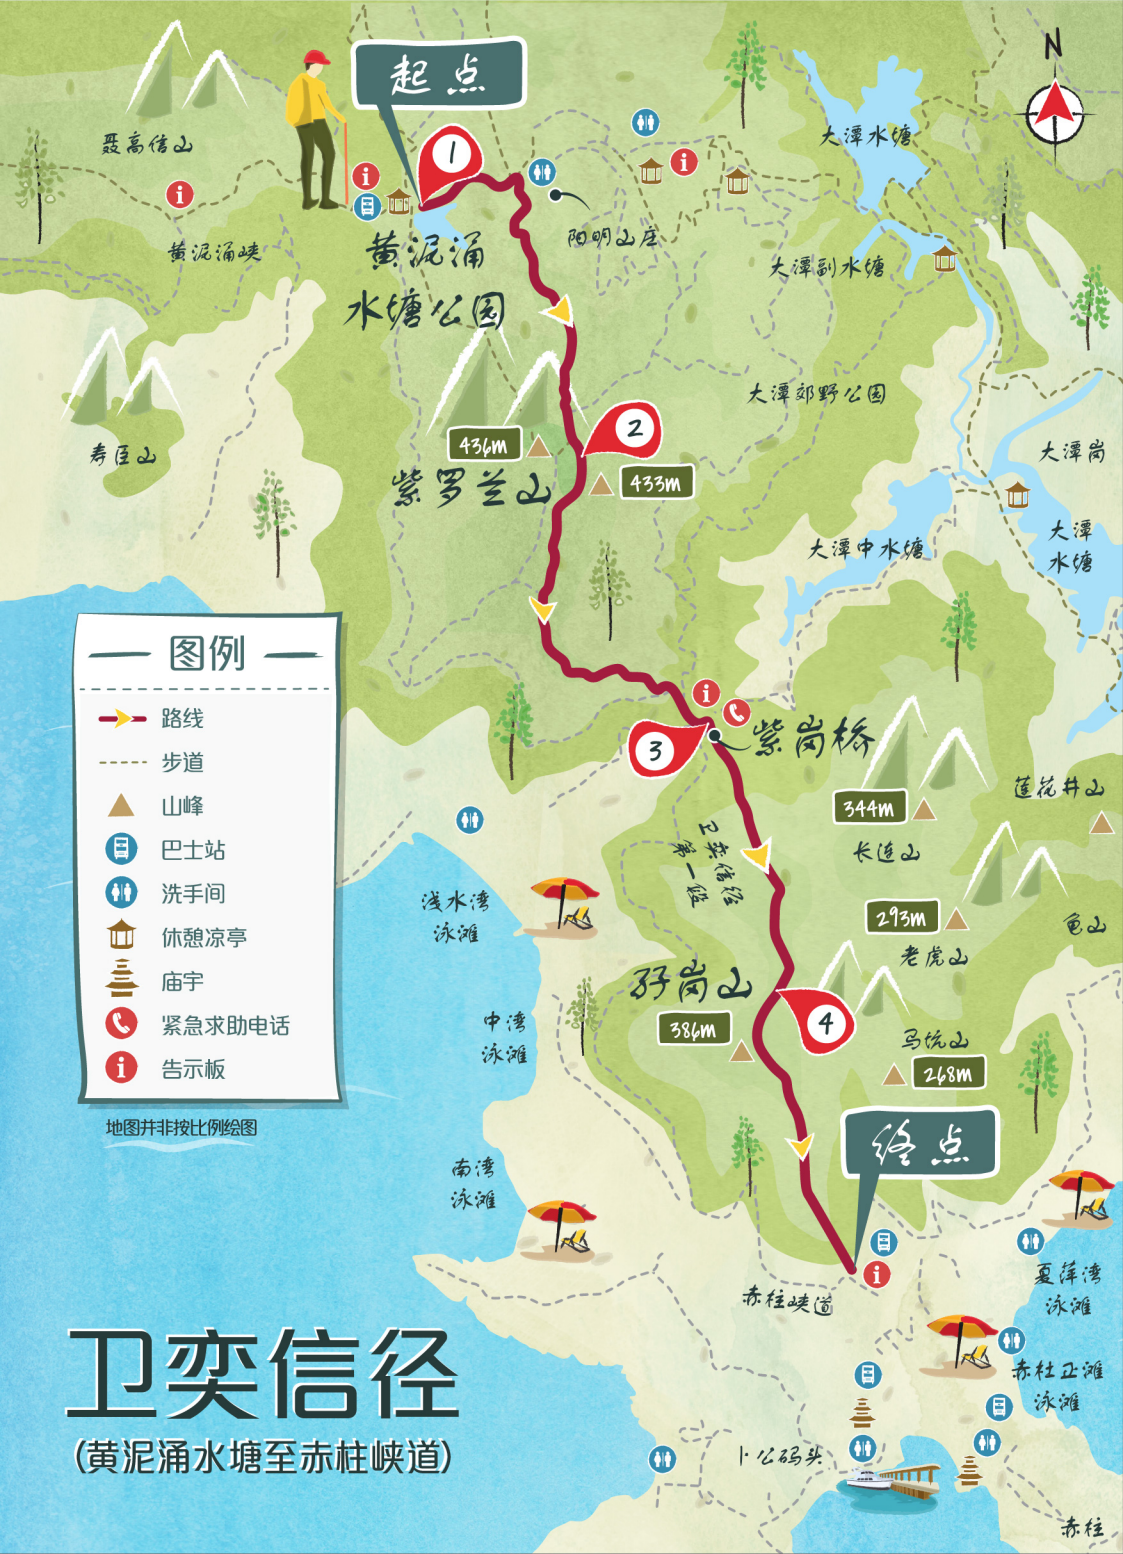 N
起点
1
聂高信山
大潭水塘
黄泥涌峡
黄泥涌
水塘公园
阳明山庄
大潭副水塘
寿臣山
436m
2
433m
紫罗兰山
大潭郊野公园
大潭岗
大潭中水塘
大潭
水塘
图例
路线
步道
山峰
巴士站
洗手间
休憩凉亭
庙宇
紧急求助电话
告示板
地图并非按比例绘图
3
紫岗桥
344m
莲花井山
长连山
卫奕信径
第一段
浅水湾
泳滩
293m
老虎山
龟山
孖岗山
386m
4
中湾
泳滩
马坑山
268m
终点
南湾
泳滩
夏萍湾
泳滩
赤柱峡道
赤柱正滩
泳滩
卜公码头
赤柱
卫奕信径
(黄泥涌水塘至赤柱峡道)